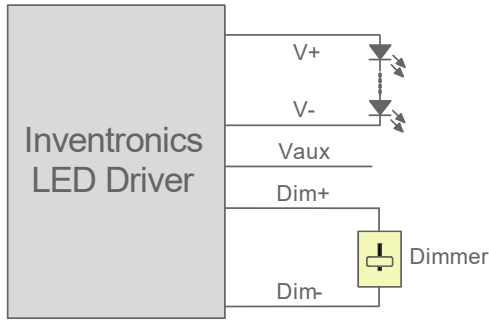 V+
V-
Inventronics
LED Driver
Vaux
Dim+
Dimmer
Dim-